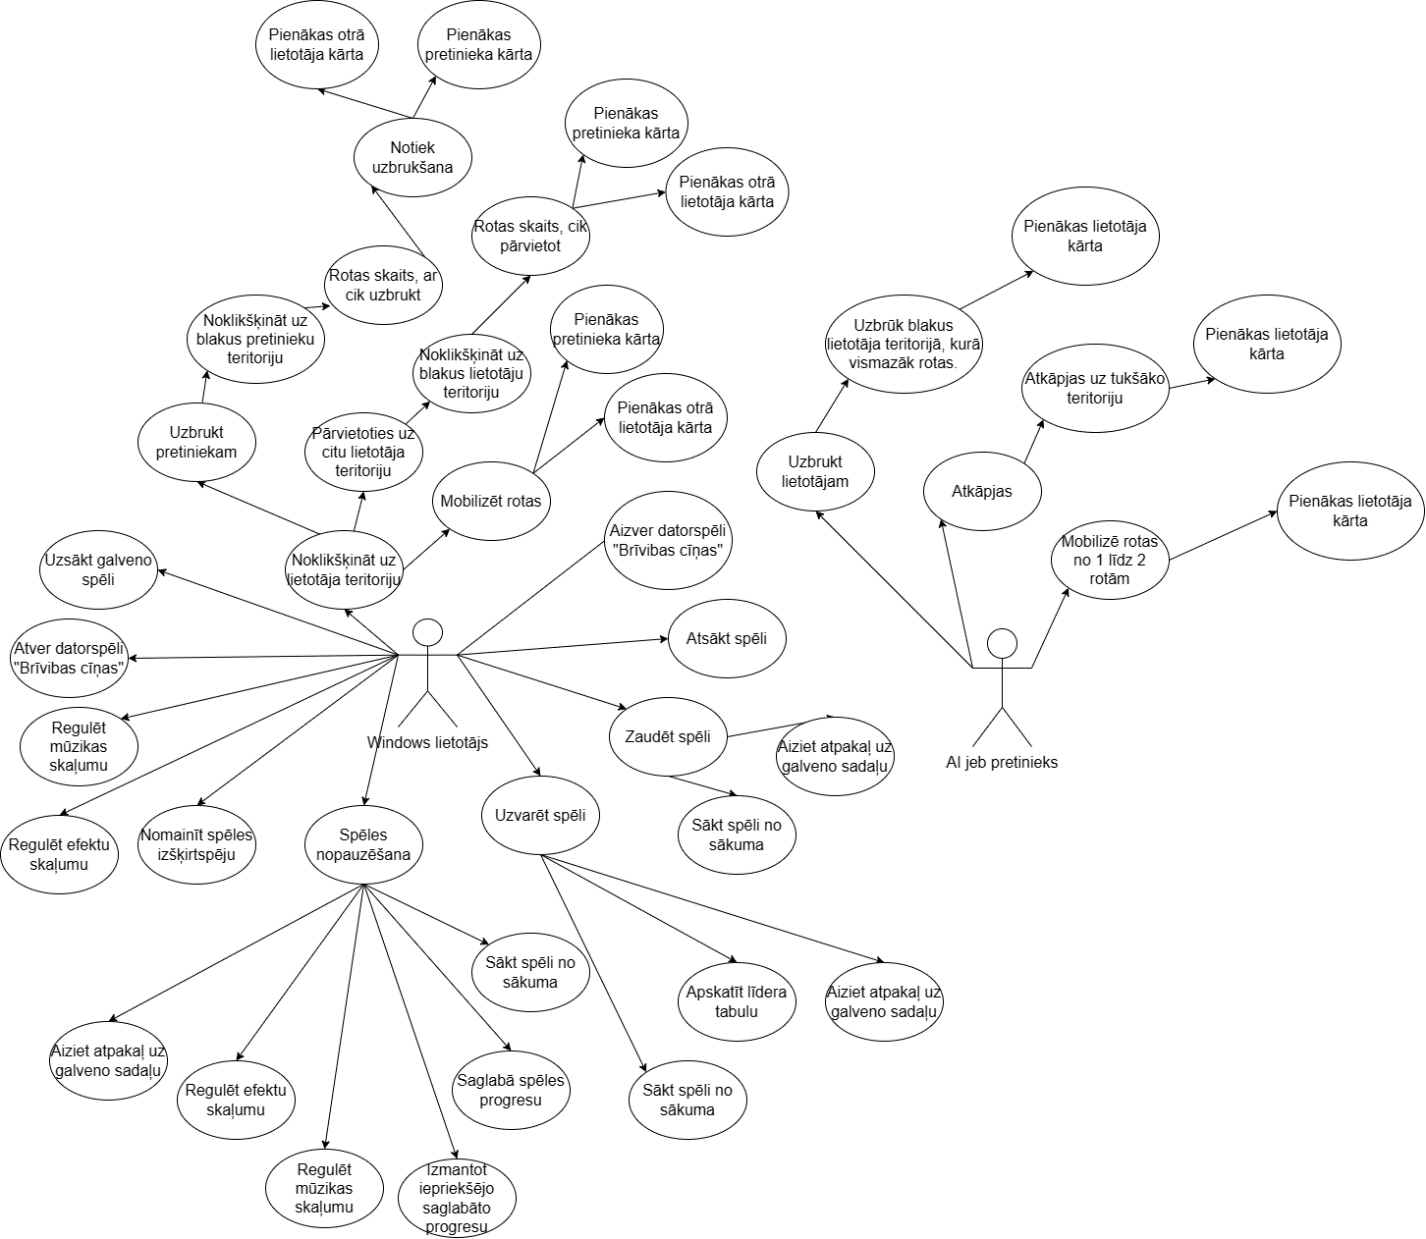 Pienākas otrā
lietotāja kārta
Pienākas
pretinieka kārta
Notiek
uzbrukšana
Pienākas
pretinieka kārta
Pienākas otrā
lietotāja kārta
Rotas skaits, cik
pārvietot
Rotas skaits, ar
cik uzbrukt
Noklikšķināt uz
blakus pretinieku
teritoriju
Pienākas
pretinieka kārta
Noklikšķināt uz
blakus lietotāju
teritoriju
Pienākas otrā
lietotāja kārta
Uzbrukt
pretiniekam
Pārvietoties uz
citu lietotāja
teritoriju
Mobilizēt rotas
Noklikšķināt uz
lietotāja teritoriju
Aizver datorspēli
"Brīvibas cīņas"
Uzsākt galveno
spēli
Atver datorspēli
"Brīvibas cīņas"
Atsākt spēli
Regulēt
mūzikas
skaļumu
Windows lietotājs
Zaudēt spēli
Aiziet atpakaļ uz
galveno sadaļu
Regulēt efektu
skaļumu
Nomainīt spēles
izšķirtspēju
Spēles
nopauzēšana
Uzvarēt spēli
Sākt spēli no
sākuma
Sākt spēli no
sākuma
Apskatīt līdera
tabulu
Aiziet atpakaļ uz
galveno sadaļu
Aiziet atpakaļ uz
galveno sadaļu
Regulēt efektu
skaļumu
Saglabā spēles
progresu
Sākt spēli no
sākuma
Regulēt
mūzikas
skaļumu
Izmantot
iepriekšējo
saglabāto
progresu
Pienākas lietotāja
kārta
Uzbrūk blakus
lietotāja teritorijā, kurā
vismazāk rotas.
Pienākas lietotāja
kārta
Atkāpjas uz tukšāko
teritoriju
Uzbrukt
lietotājam
Atkāpjas
Pienākas lietotāja
kārta
Mobilizē rotas
no 1 līdz 2
rotām
AI jeb pretinieks